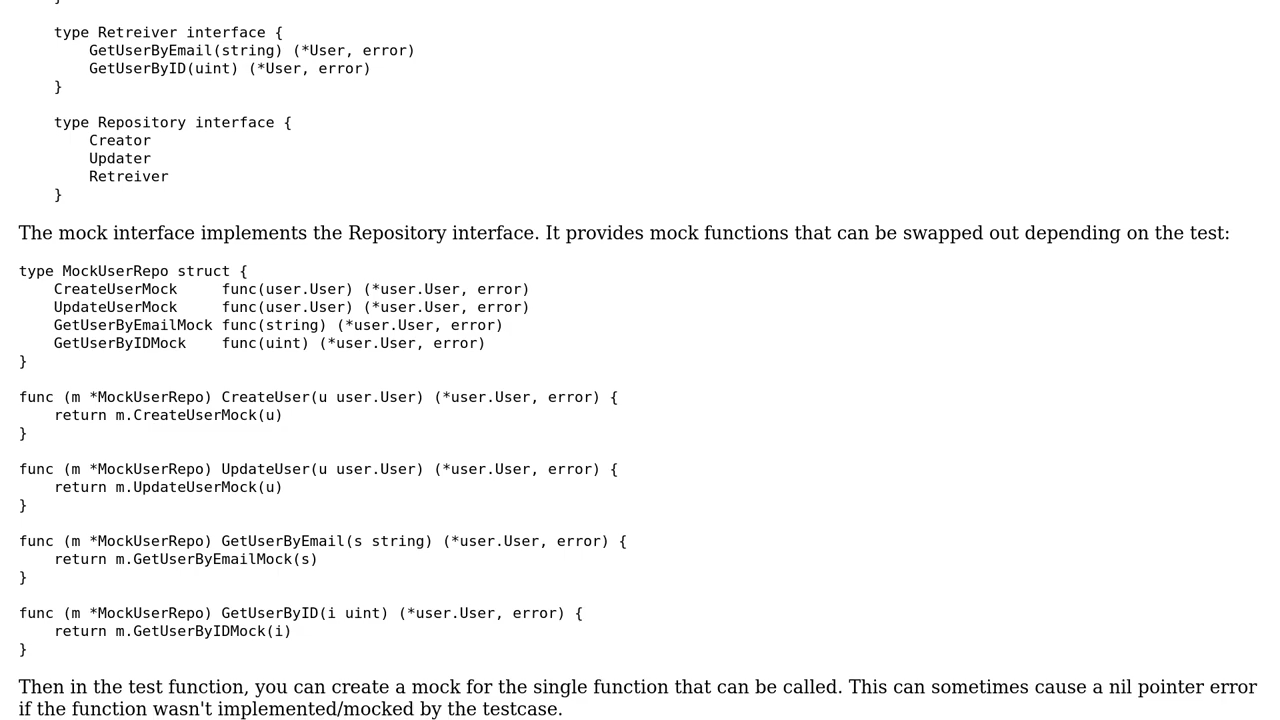 type Retreiver interface {
GetUserByEmail(string) (*User, error)
GetUserByID(uint) (*User, error)
}
type Repository interface {
Creator
Updater
Retreiver
}
The mock interface implements the Repository interface. It provides mock functions that can be swapped out depending on the test:
type MockUserRepo struct {
CreateUserMock     func(user.User) (*user.User, error)
UpdateUserMock     func(user.User) (*user.User, error)
GetUserByEmailMock func(string) (*user.User, error)
GetUserByIDMock    func(uint) (*user.User, error)
}
func (m *MockUserRepo) CreateUser(u user.User) (*user.User, error) {
return m.CreateUserMock(u)
}
func (m *MockUserRepo) UpdateUser(u user.User) (*user.User, error) {
return m.UpdateUserMock(u)
}
func (m *MockUserRepo) GetUserByEmail(s string) (*user.User, error) {
return m.GetUserByEmailMock(s)
}
func (m *MockUserRepo) GetUserByID(i uint) (*user.User, error) {
return m.GetUserByIDMock(i)
}
Then in the test function, you can create a mock for the single function that can be called. This can sometimes cause a nil pointer error
if the function wasn't implemented/mocked by the testcase.